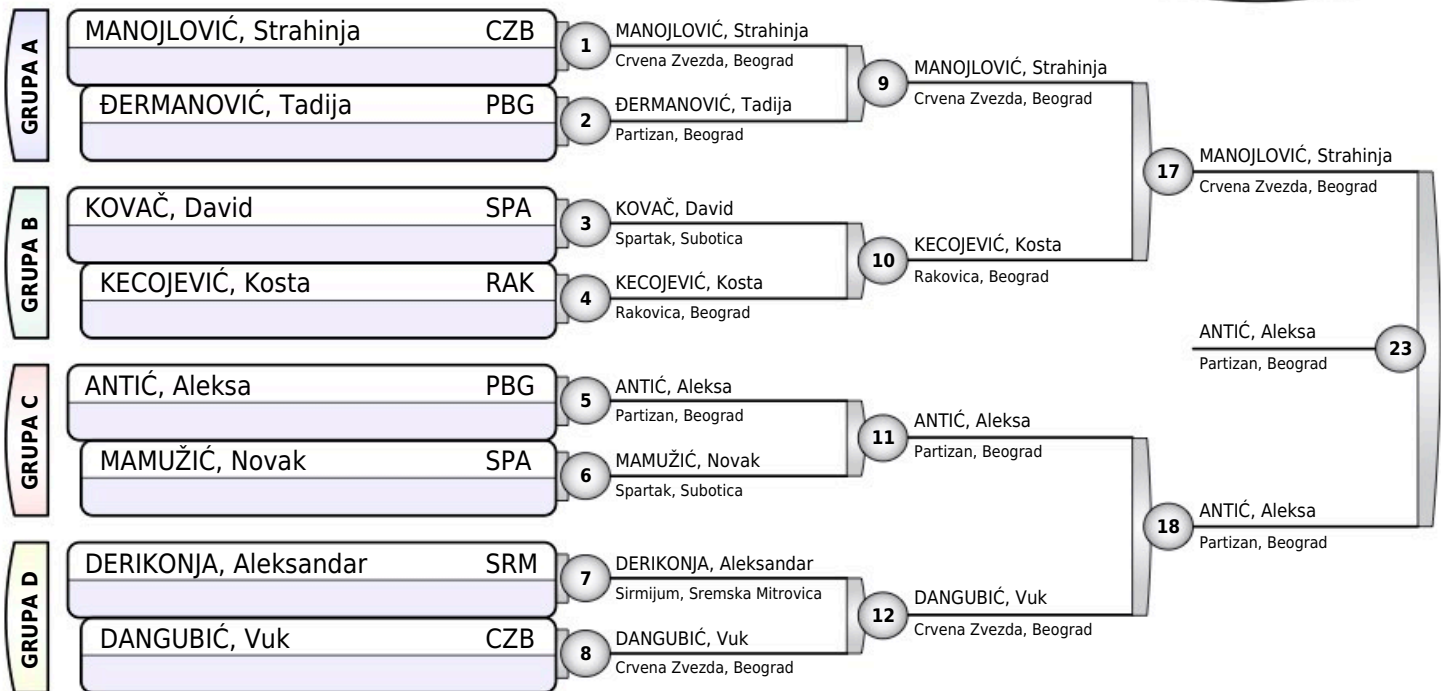 GRUPA A
MANOJLOVIĆ, Strahinja CZB
ĐERMANOVIĆ, Tadija PBG
GRUPA B
KOVAČ, David SPA
KECOJEVIĆ, Kosta RAK
GRUPA C
ANTIĆ, Aleksa PBG
MAMUŽIĆ, Novak SPA
GRUPA D
DERIKONJA, Aleksandar SRM
DANGUBIĆ, Vuk CZB
1
MANOJLOVIĆ, Strahinja
Crvena Zvezda, Beograd
2
ĐERMANOVIĆ, Tadija
Partizan, Beograd
3
KOVAČ, David
Spartak, Subotica
4
KECOJEVIĆ, Kosta
Rakovica, Beograd
5
ANTIĆ, Aleksa
Partizan, Beograd
6
MAMUŽIĆ, Novak
Spartak, Subotica
7
DERIKONJA, Aleksandar
Sirmijum, Sremska Mitrovica
8
DANGUBIĆ, Vuk
Crvena Zvezda, Beograd
9
MANOJLOVIĆ, Strahinja
Crvena Zvezda, Beograd
10
KECOJEVIĆ, Kosta
Rakovica, Beograd
11
ANTIĆ, Aleksa
Partizan, Beograd
12
DANGUBIĆ, Vuk
Crvena Zvezda, Beograd
17
MANOJLOVIĆ, Strahinja
Crvena Zvezda, Beograd
ANTIĆ, Aleksa
Partizan, Beograd
23
18
ANTIĆ, Aleksa
Partizan, Beograd